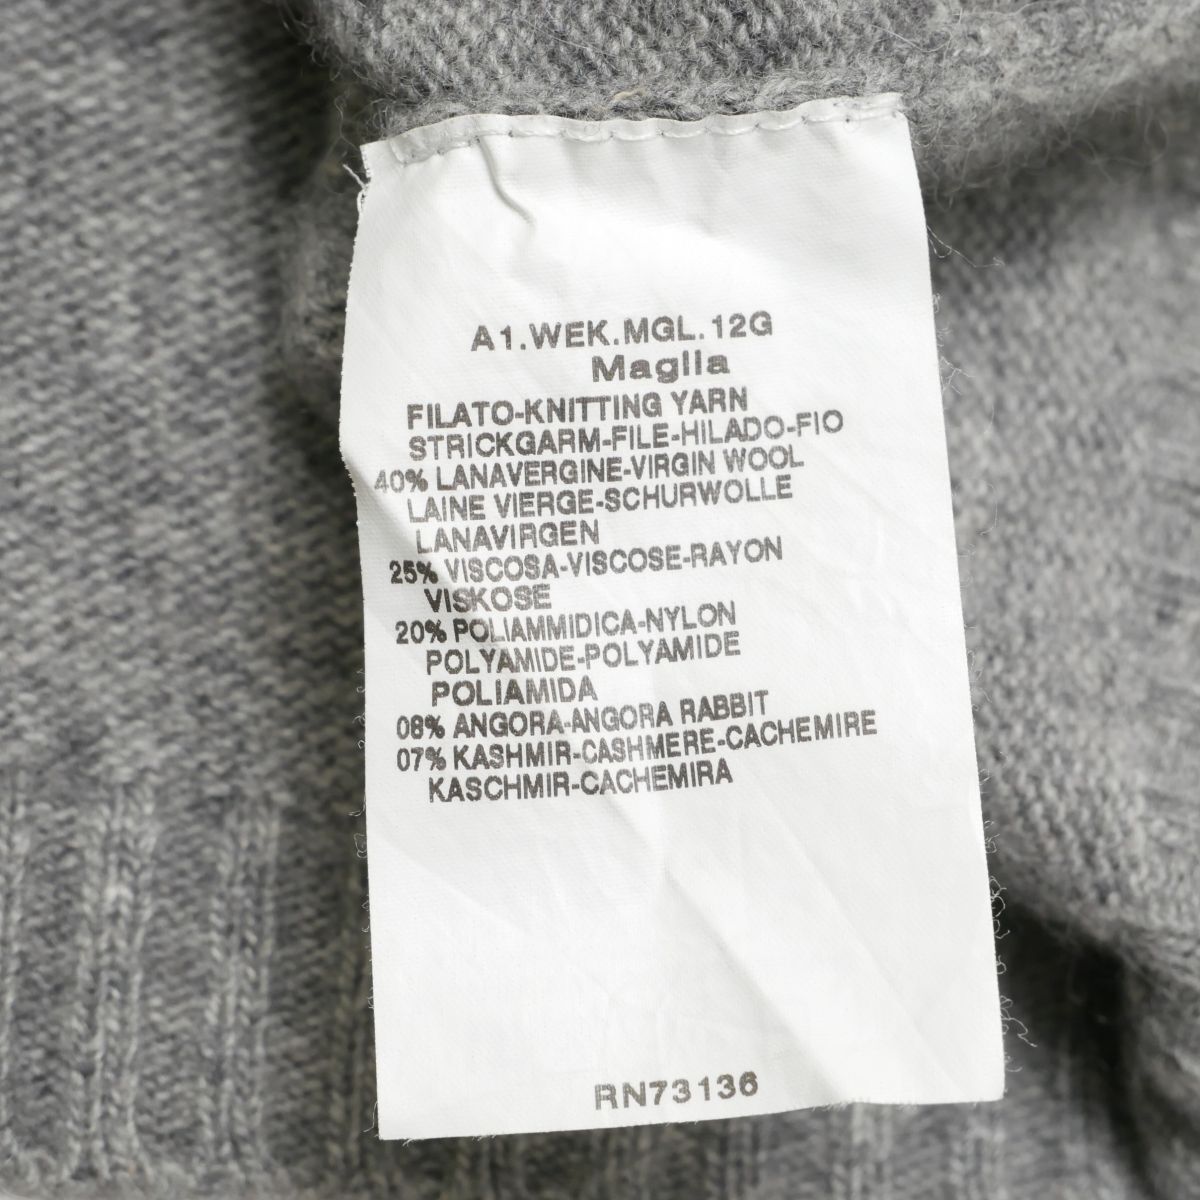 A1.WEK.MGL.12G
Maglia
FILATO-KNITTING YARN
STRICKGARM-FILE-HILADO-FIO
40% LANAVERGINE-VIRGIN WOOL
LAINE VIERGE-SCHURWOLLE
LANAVIRGEN
25% VISCOSA-VISCOSE-RAYON
VISKOSE
20% POLIAMMIDICA-NYLON
POLYAMIDE-POLYAMIDE
POLIAMIDA
08% ANGORA-ANGORA RABBIT
07% KASHMIR-CASHMERE-CACHEMIRE
KASCHMIR-CACHEMIRA
RN73136